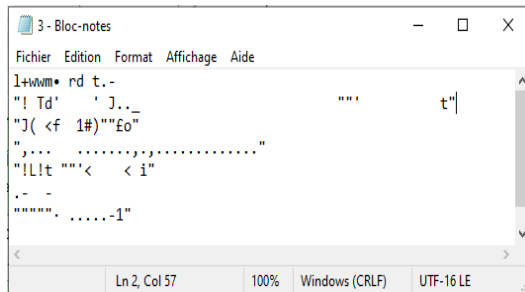 3 - Bloc-notes
Fichier Edition Format Affichage Aide
l+wwm• rd t.-
"! Td'    ' J.._                        ""'          t"
"J( <f  1#)""£o"
",...   .......,.,............."
"!L!t ""'<    < i"
.-  -
"""""· .....-1"
Ln 2, Col 57 100% Windows (CRLF) UTF-16 LE